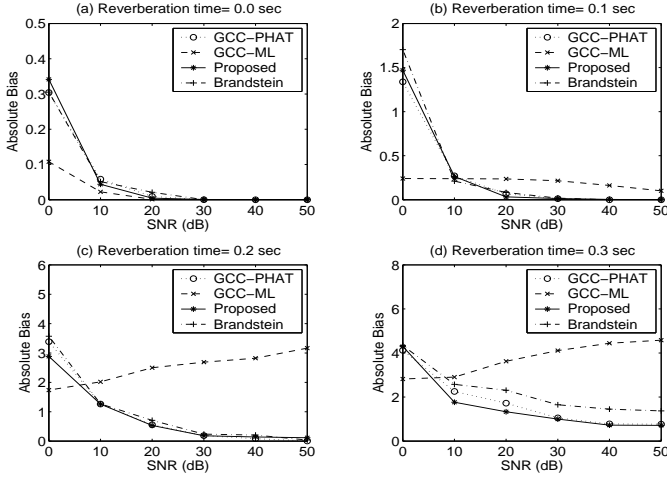 (a) Reverberation time= 0.0 sec
0.5
0.4
0.3
0.2
0.1
0
Absolute Bias
0 10 20 30 40 50
SNR (dB)
GCC−PHAT
GCC−ML
Proposed
Brandstein
(b) Reverberation time= 0.1 sec
2
1.5
1
0.5
0
Absolute Bias
0 10 20 30 40 50
SNR (dB)
GCC−PHAT
GCC−ML
Proposed
Brandstein
(c) Reverberation time= 0.2 sec
6
5
4
3
2
1
0
Absolute Bias
0 10 20 30 40 50
SNR (dB)
GCC−PHAT
GCC−ML
Proposed
Brandstein
(d) Reverberation time= 0.3 sec
8
6
4
2
0
Absolute Bias
0 10 20 30 40 50
SNR (dB)
GCC−PHAT
GCC−ML
Proposed
Brandstein